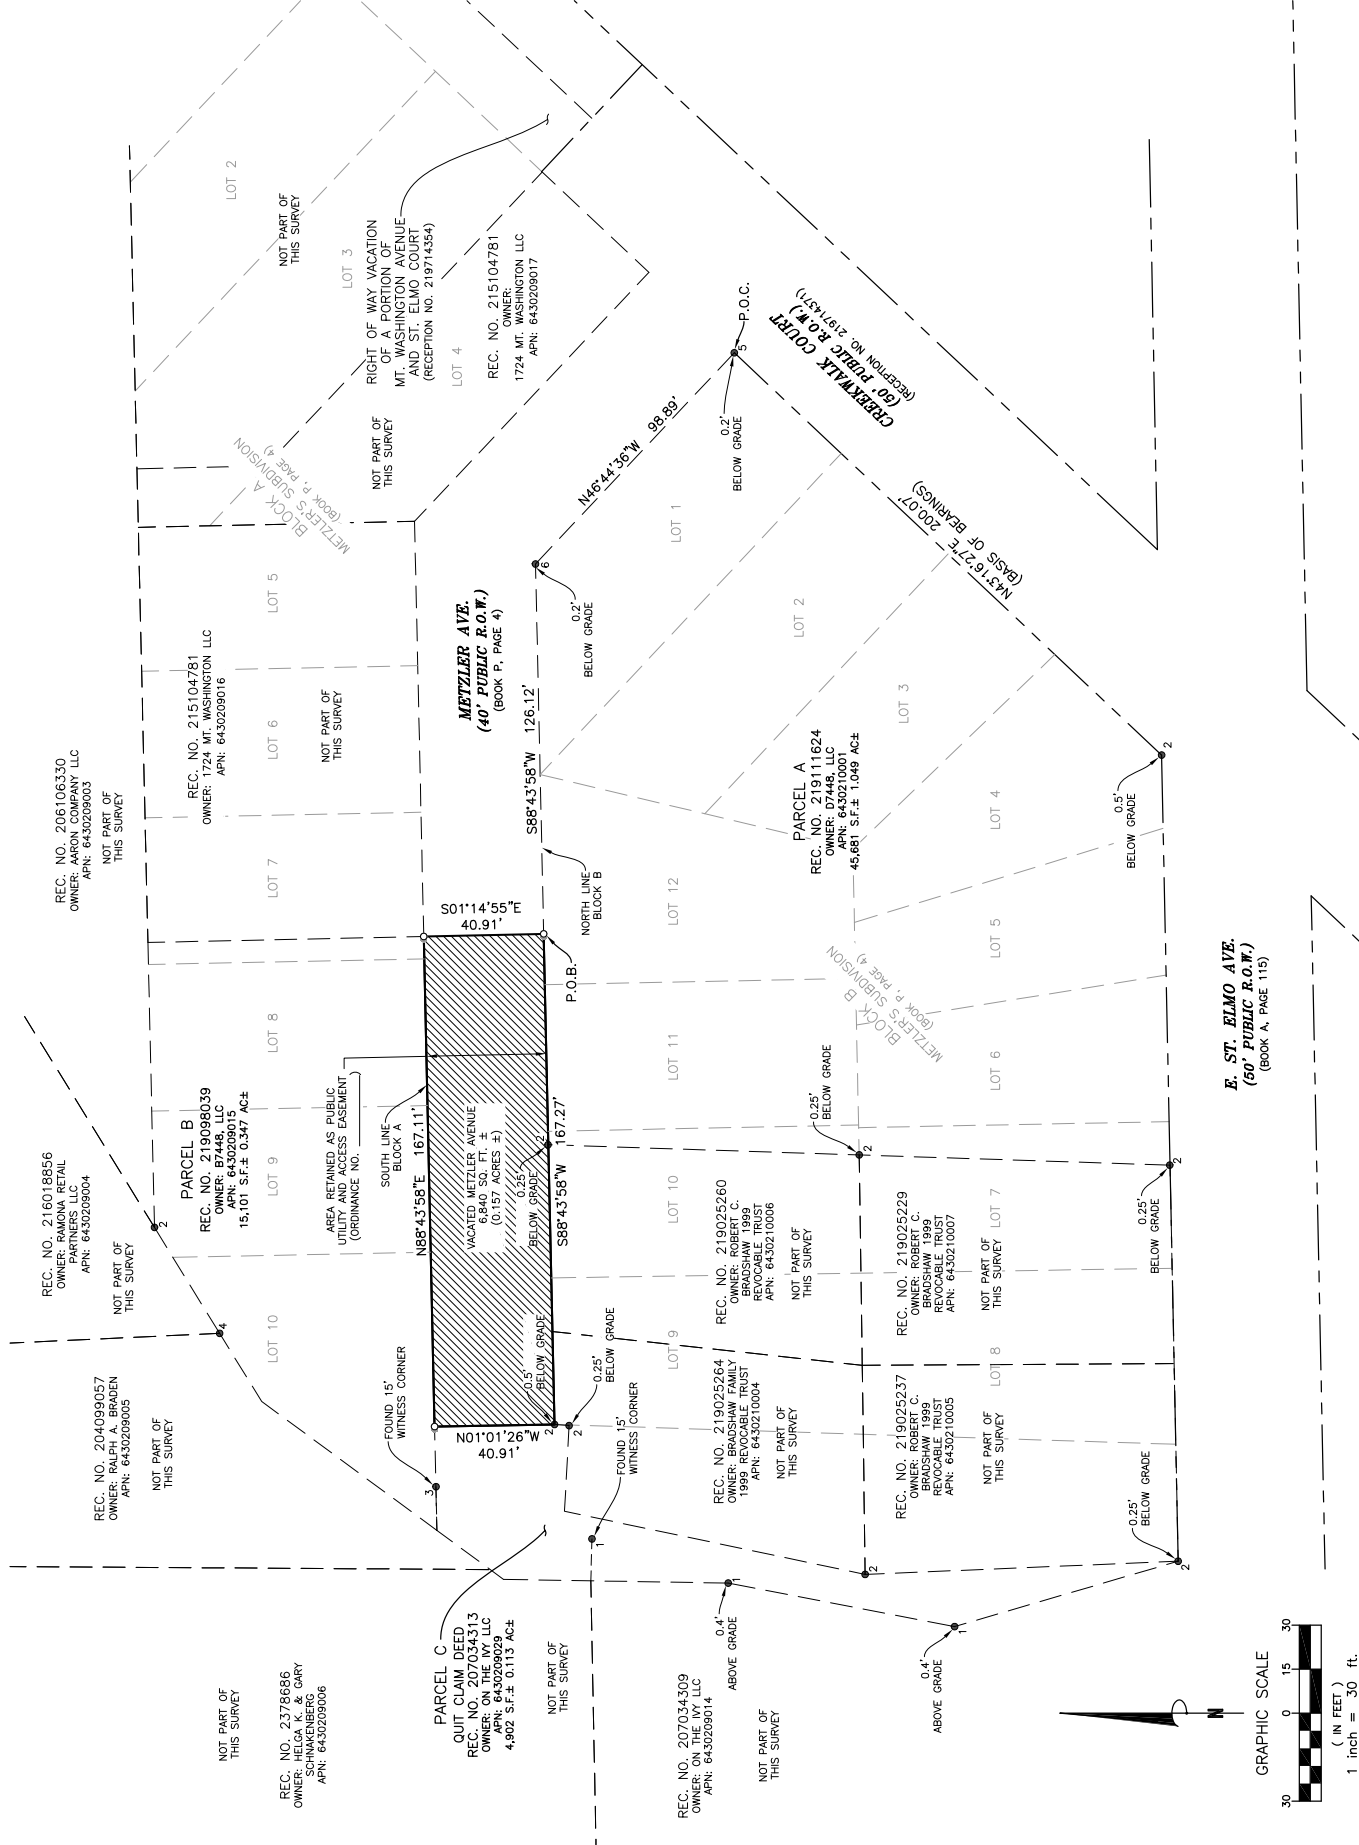 REC. NO. 2378686
OWNER: HELGA K. & GARY
SCHNAKENBERG
APN: 6430209006
NOT PART OF
THIS SURVEY
REC. NO. 204099057
OWNER: RALPH A. BRADEN
APN: 6430209005
NOT PART OF
THIS SURVEY
REC. NO. 216018856
OWNER: RAMONA RETAIL
PARTNERS LLC
APN: 6430209004
NOT PART OF
THIS SURVEY
REC. NO. 206106330
OWNER: AARON COMPANY LLC
APN: 6430209003
NOT PART OF
THIS SURVEY
4
2
PARCEL B
REC. NO. 219098039
OWNER: B7448, LLC
APN: 6430209015
15,101 S.F.± 0.347 AC±
REC. NO. 215104781
OWNER: 1724 MT. WASHINGTON LLC
APN: 6430209016
NOT PART OF
THIS SURVEY
LOT 10
LOT 9
LOT 8
LOT 7
LOT 6
LOT 5
BLOCK A
METZLER'S SUBDIVISION
(BOOK P, PAGE 4)
LOT 2
NOT PART OF
THIS SURVEY
LOT 3
RIGHT OF WAY VACATION
OF A PORTION OF
MT. WASHINGTON AVENUE
AND ST. ELMO COURT
(RECEPTION NO. 219714354)
NOT PART OF
THIS SURVEY
LOT 4
REC. NO. 215104781
OWNER:
1724 MT. WASHINGTON LLC
APN: 6430209017
AREA RETAINED AS PUBLIC
UTILITY AND ACCESS EASEMENT
(ORDINANCE NO. )
SOUTH LINE
BLOCK A
FOUND 15'
WITNESS CORNER
3
N88°43'58"E 167.11'
S01°14'55"E
40.91'
VACATED METZLER AVENUE
6,840 SQ. FT. ±
(0.157 ACRES ±)
N01°01'26"W
40.91'
0.5'
BELOW GRADE
2
0.25'
BELOW GRADE
2
S88°43'58"W 167.27'
P.O.B.
NORTH LINE
BLOCK B
METZLER AVE.
(40' PUBLIC R.O.W.)
(BOOK P, PAGE 4)
S88°43'58"W 126.12'
6
0.2'
BELOW GRADE
N46°44'36"W 98.89'
5
P.O.C.
0.2'
BELOW GRADE
CREEKWALK COURT
(50' PUBLIC R.O.W.)
(RECEPTION NO. 219714371)
N43°16'27"E 200.07'
(BASIS OF BEARINGS)
PARCEL C
QUIT CLAIM DEED
REC. NO. 207034313
OWNER: ON THE IVY LLC
APN: 6430209029
4,902 S.F.± 0.113 AC±
NOT PART OF
THIS SURVEY
1
FOUND 15'
WITNESS CORNER
2
0.25'
BELOW GRADE
REC. NO. 207034309
OWNER: ON THE IVY LLC
APN: 6430209014
NOT PART OF
THIS SURVEY
1
0.4'
ABOVE GRADE
1
0.4'
ABOVE GRADE
LOT 9
REC. NO. 219025264
OWNER: BRADSHAW FAMILY
1999 REVOCABLE TRUST
APN: 6430210004
NOT PART OF
THIS SURVEY
LOT 10
REC. NO. 219025260
OWNER: ROBERT C.
BRADSHAW 1999
REVOCABLE TRUST
APN: 6430210006
NOT PART OF
THIS SURVEY
LOT 11
LOT 12
LOT 1
LOT 2
LOT 3
PARCEL A
REC. NO. 219111624
OWNER: D7448, LLC
APN: 6430210001
45,681 S.F.± 1.049 AC±
BLOCK B
METZLER'S SUBDIVISION
(BOOK P, PAGE 4)
2
2
0.25'
BELOW GRADE
REC. NO. 219025237
OWNER: ROBERT C.
BRADSHAW 1999
REVOCABLE TRUST
APN: 6430210005
NOT PART OF
THIS SURVEY
LOT 8
REC. NO. 219025229
OWNER: ROBERT C.
BRADSHAW 1999
REVOCABLE TRUST
APN: 6430210007
NOT PART OF
THIS SURVEY
LOT 7
LOT 6
LOT 5
LOT 4
0.25'
BELOW GRADE
2
0.25'
BELOW GRADE
2
0.5'
BELOW GRADE
2
E. ST. ELMO AVE.
(50' PUBLIC R.O.W.)
(BOOK A, PAGE 115)
N
GRAPHIC SCALE
30 0 15 30
( IN FEET )
1 inch = 30 ft.